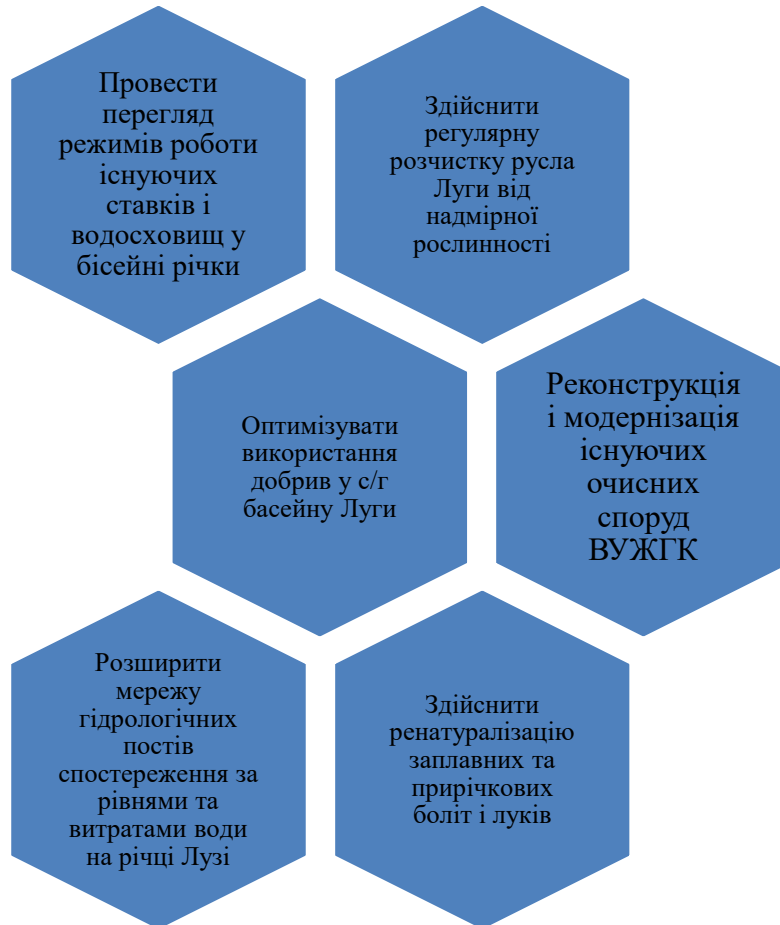 Провести
перегляд
режимів роботи
існуючих
ставків і
водосховищ у
бісейні річки
Здійснити
регулярну
розчистку русла
Луги від
надмірної
рослинності
Оптимізувати
використання
добрив у с/г
басейну Луги
Реконструкція
і модернізація
існуючих
очисних
споруд
ВУЖГК
Розширити
мережу
гідрологічних
постів
спостереження за
рівнями та
витратами води
на річці Лузі
Здійснити
ренатуралізацію
заплавних та
прирічкових
боліт і луків